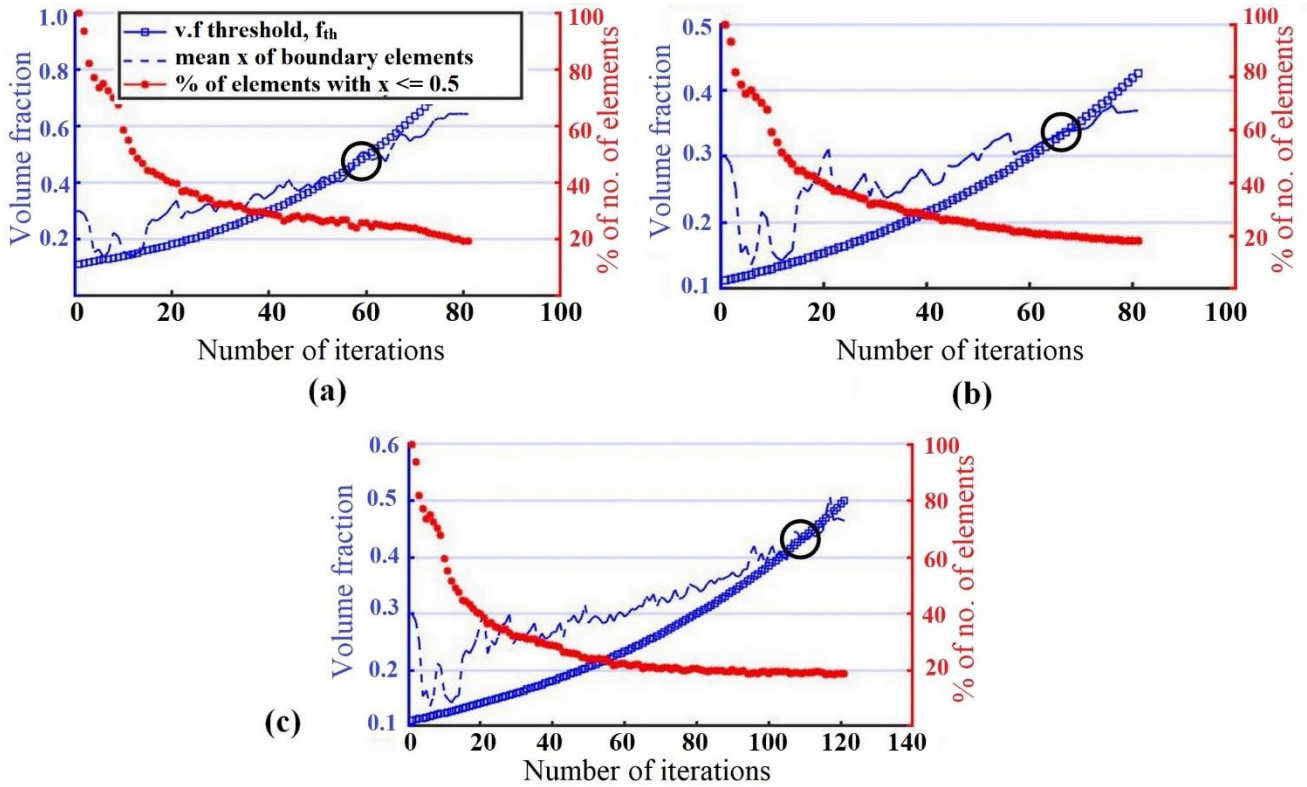 1.0
0.8
0.6
0.4
0.2
Volume fraction
v.f threshold, fth
mean x of boundary elements
% of elements with x <= 0.5
100
80
60
40
20
0
% of no. of elements
0 20 40 60 80 100
Number of iterations
(a)
0.5
0.4
0.3
0.2
0.1
Volume fraction
100
80
60
40
20
% of no. of elements
0 20 40 60 80 100
Number of iterations
(b)
0.6
0.5
0.4
0.3
0.2
0.1
Volume fraction
100
80
60
40
20
% of no. of elements
0 20 40 60 80 100 120 140
Number of iterations
(c)